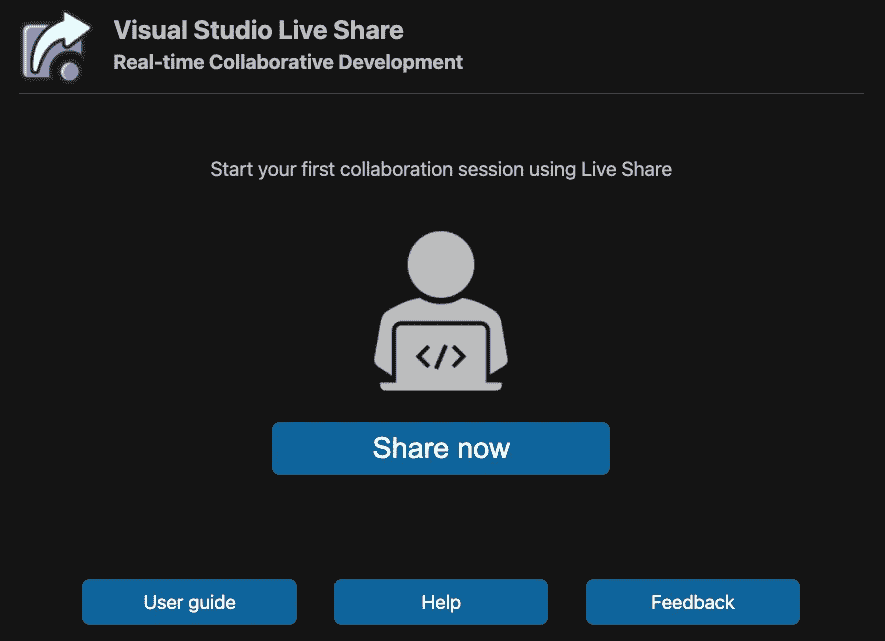 Visual Studio Live Share
Real-time Collaborative Development
Start your first collaboration session using Live Share
</>
Share now
User guide
Help
Feedback